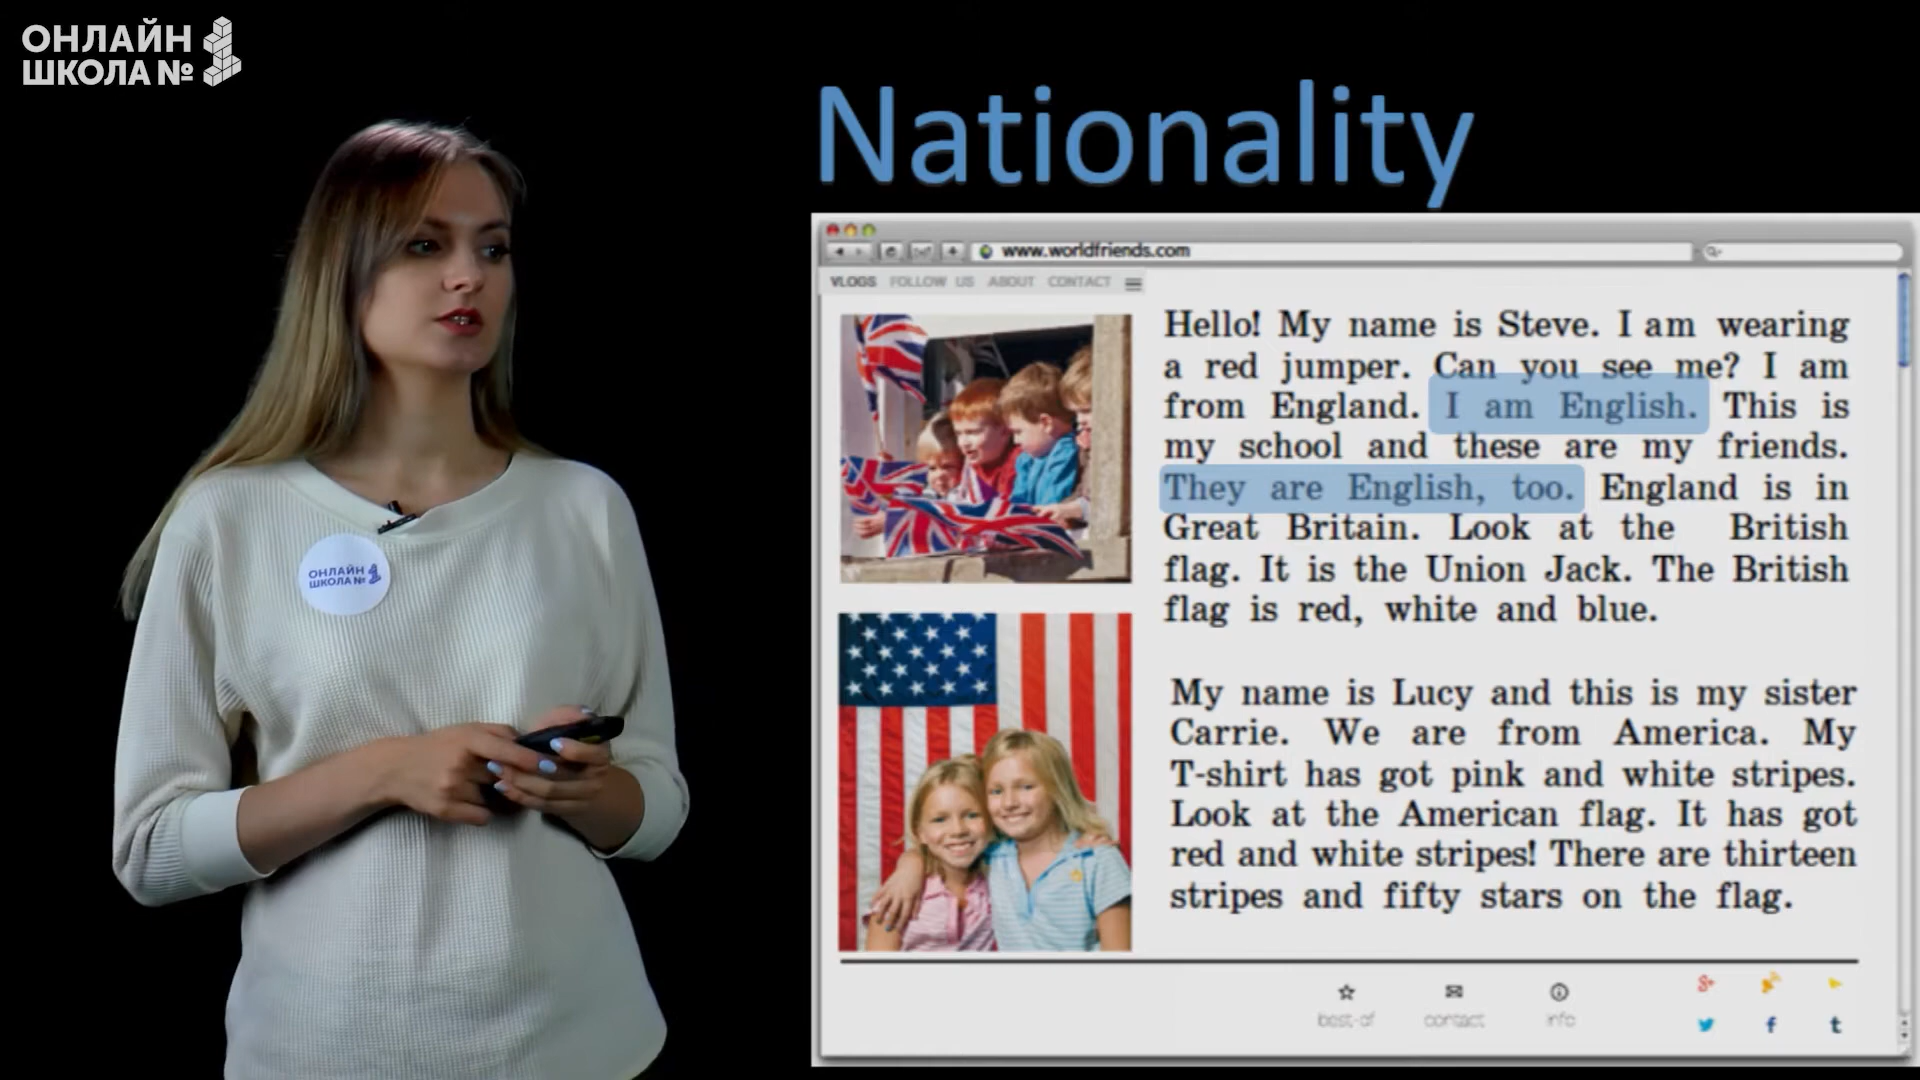 ОНЛАЙН
ШКОЛА №1
Nationality
www.worldfriends.com
VLOGS FOLLOW US ABOUT CONTACT
Hello! My name is Steve. I am wearing
a red jumper. Can you see me? I am
from England. I am English. This is
my school and these are my friends.
They are English, too. England is in
Great Britain. Look at the British
flag. It is the Union Jack. The British
flag is red, white and blue.
My name is Lucy and this is my sister
Carrie. We are from America. My
T-shirt has got pink and white stripes.
Look at the American flag. It has got
red and white stripes! There are thirteen
stripes and fifty stars on the flag.
best-of contact info
ОНЛАЙН
ШКОЛА №1